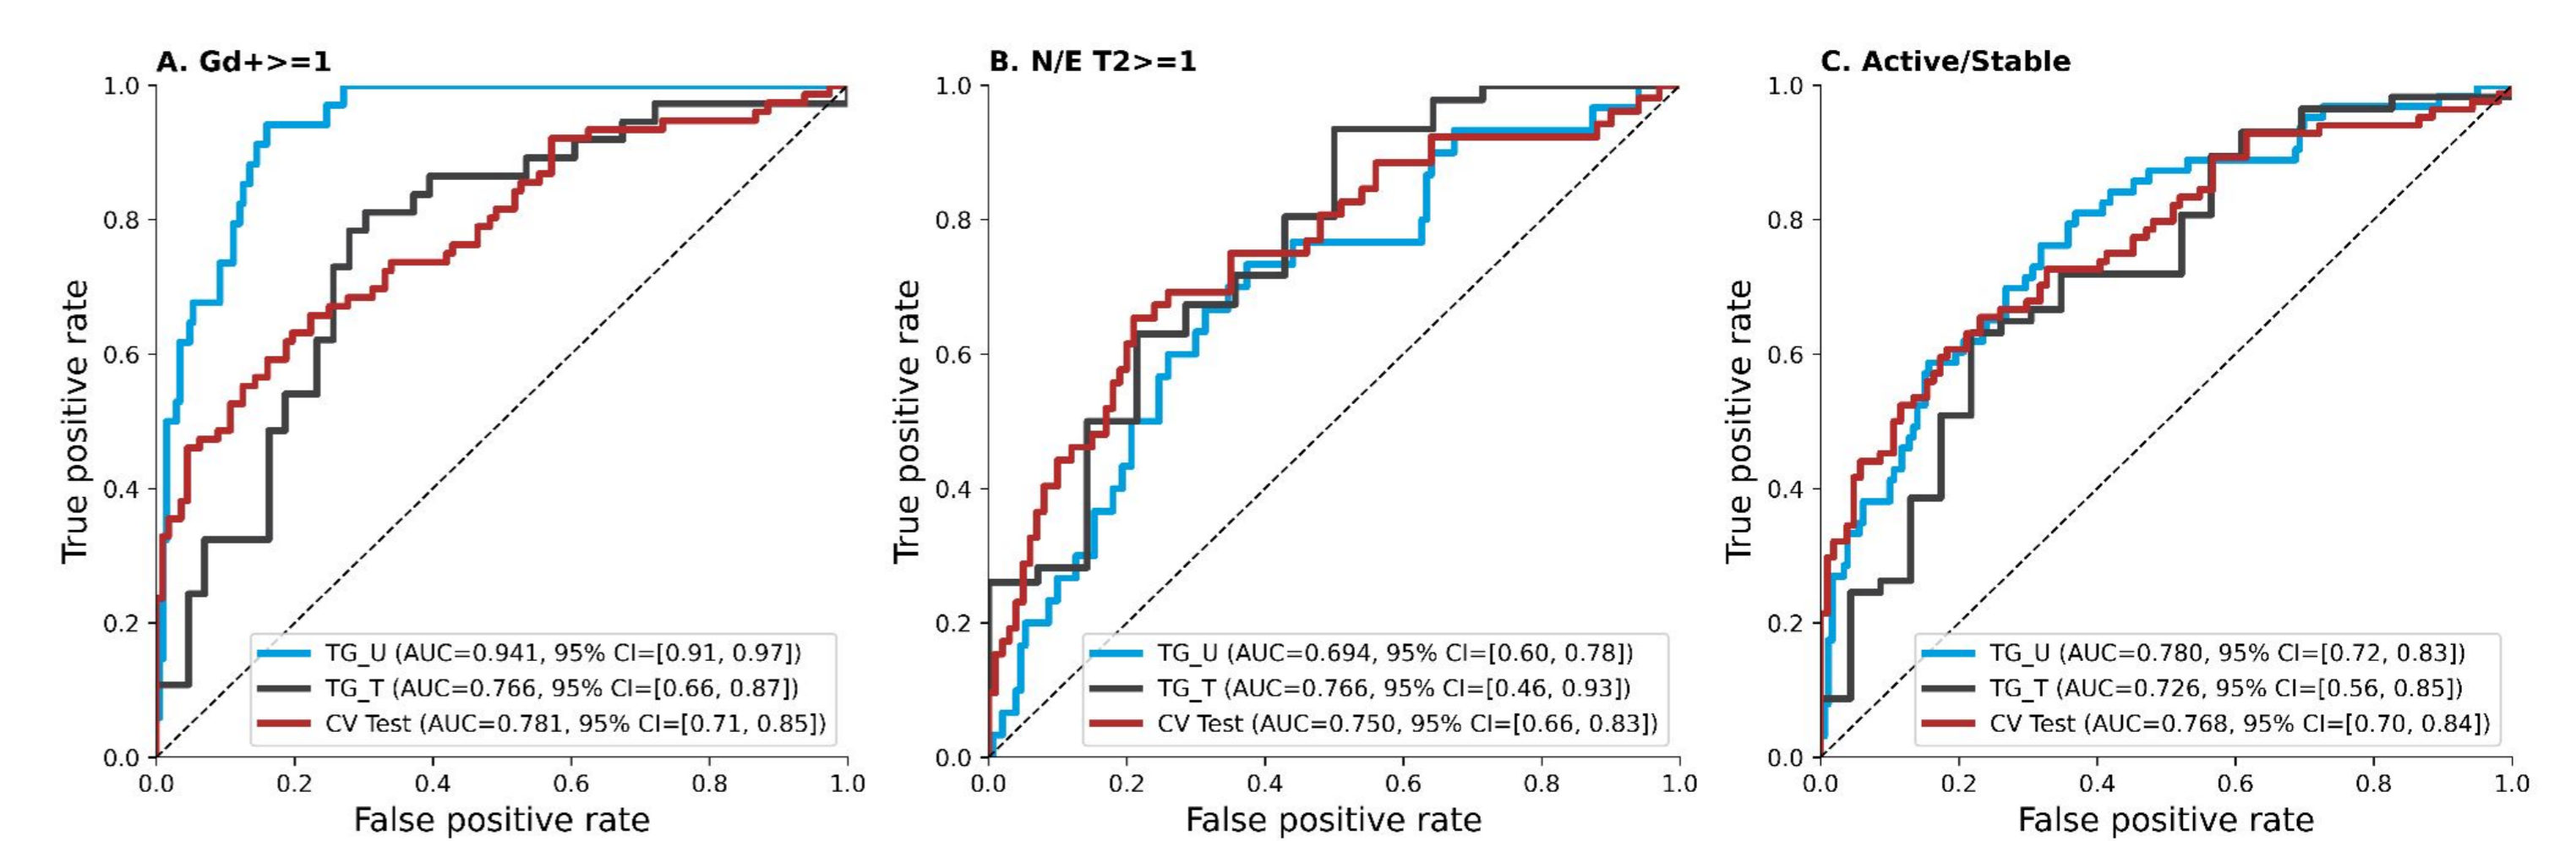 A. Gd+>=1
True positive rate
1.0
0.8
0.6
0.4
0.2
0.0
TG_U (AUC=0.941, 95% CI=[0.91, 0.97])
TG_T (AUC=0.766, 95% CI=[0.66, 0.87])
CV Test (AUC=0.781, 95% CI=[0.71, 0.85])
0.0 0.2 0.4 0.6 0.8 1.0
False positive rate
B. N/E T2>=1
True positive rate
1.0
0.8
0.6
0.4
0.2
0.0
TG_U (AUC=0.694, 95% CI=[0.60, 0.78])
TG_T (AUC=0.766, 95% CI=[0.46, 0.93])
CV Test (AUC=0.750, 95% CI=[0.66, 0.83])
0.0 0.2 0.4 0.6 0.8 1.0
False positive rate
C. Active/Stable
True positive rate
1.0
0.8
0.6
0.4
0.2
0.0
TG_U (AUC=0.780, 95% CI=[0.72, 0.83])
TG_T (AUC=0.726, 95% CI=[0.56, 0.85])
CV Test (AUC=0.768, 95% CI=[0.70, 0.84])
0.0 0.2 0.4 0.6 0.8 1.0
False positive rate